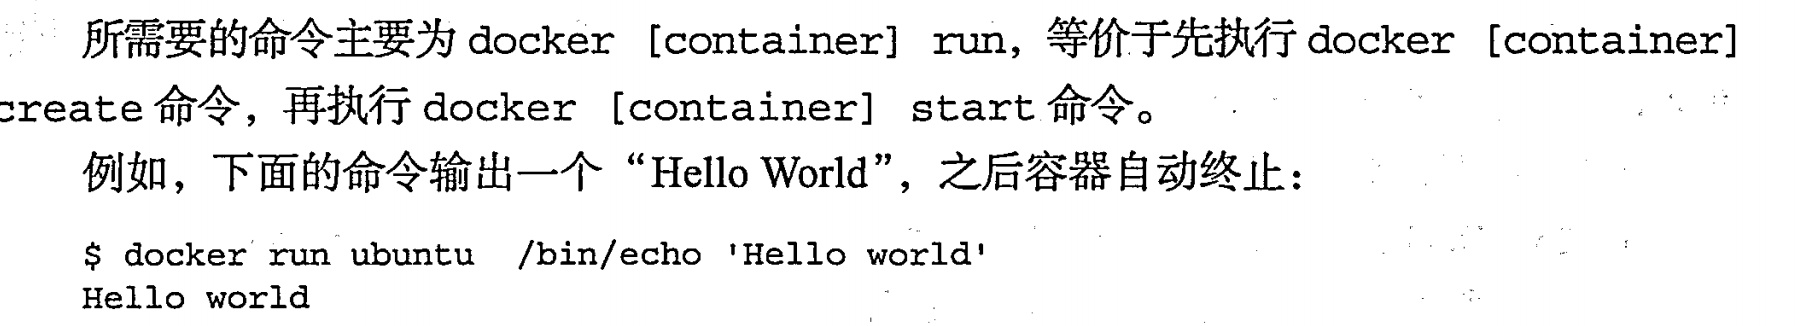 所需要的命令主要为 docker [container] run，等价于先执行 docker [container]
create 命令，再执行 docker [container] start 命令。
例如，下面的命令输出一个“Hello World”，之后容器自动终止：
$ docker run ubuntu  /bin/echo 'Hello world'
Hello world